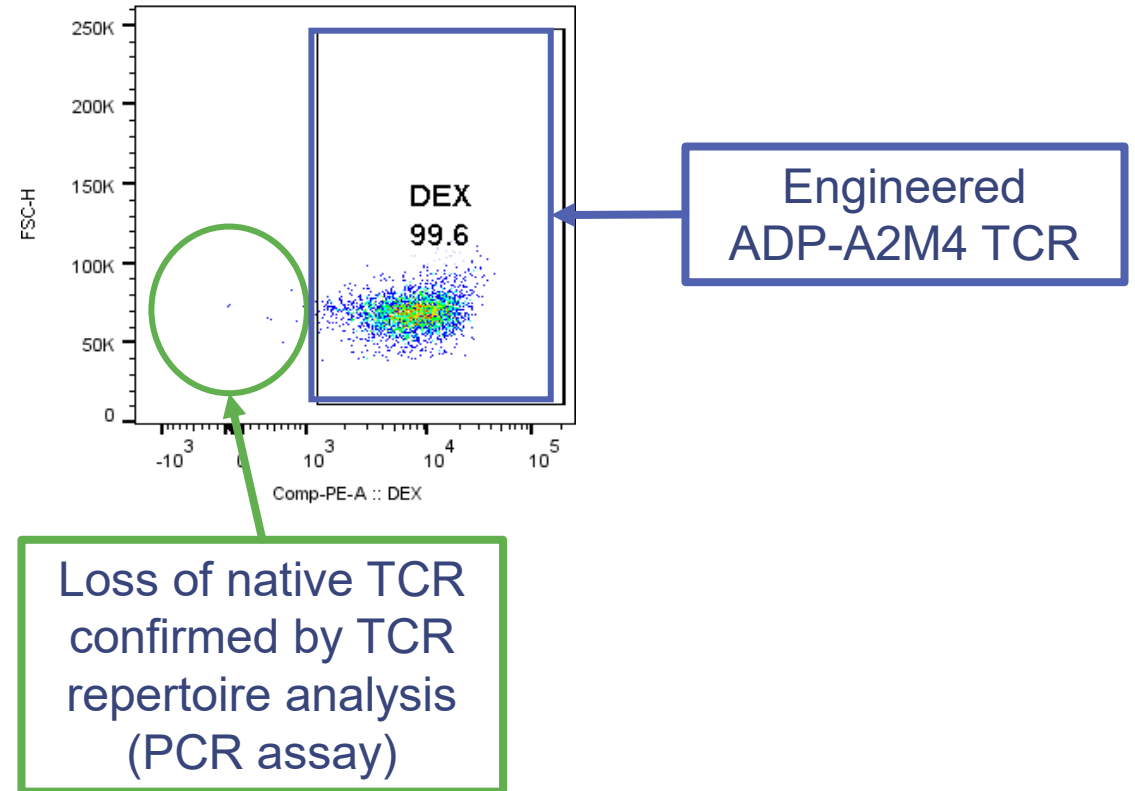 250K
200K
150K
100K
50K
0
FSC-H
DEX
99.6
-10^3
0
10^3
10^4
10^5
Comp-PE-A :: DEX
Engineered
ADP-A2M4 TCR
Loss of native TCR
confirmed by TCR
repertoire analysis
(PCR assay)